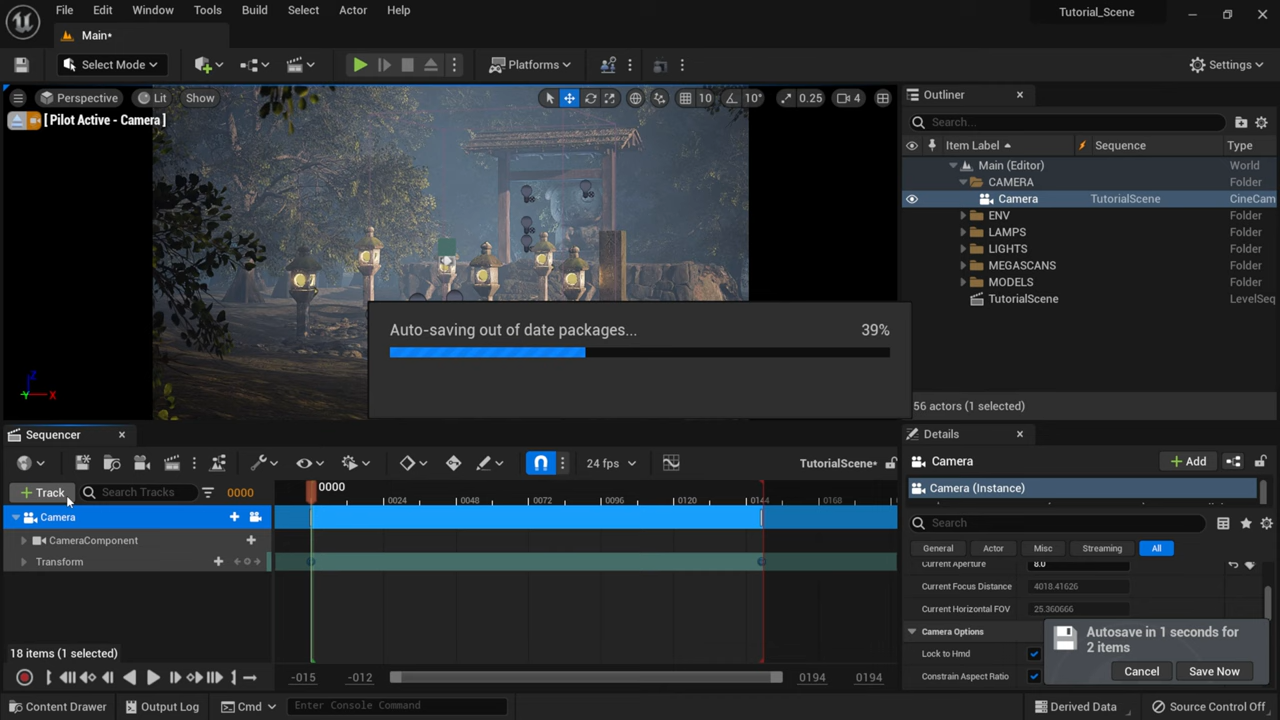 File Edit Window Tools Build Select Actor Help
Tutorial_Scene
Main*
Select Mode
Platforms
Settings
Perspective Lit Show
10 10° 0.25 4
[ Pilot Active - Camera ]
Outliner
Search...
Item Label Sequence Type
Main (Editor) World
CAMERA Folder
Camera TutorialScene CineCam
ENV Folder
LAMPS Folder
LIGHTS Folder
MEGASCANS Folder
MODELS Folder
TutorialScene LevelSeq
56 actors (1 selected)
Auto-saving out of date packages... 39%
Z
Y X
Sequencer
24 fps TutorialScene*
+ Track Search Tracks 0000
0000
0024 0048 0072 0096 0120 0144 0168
Camera
CameraComponent
Transform
18 items (1 selected)
-015 -012 0194 0194
Details
Camera + Add
Camera (Instance)
Search
General Actor Misc Streaming All
Current Aperture 8.0
Current Focus Distance 4018.41626
Current Horizontal FOV 25.360666
Camera Options
Lock to Hmd
Constrain Aspect Ratio
Autosave in 1 seconds for
2 items
Cancel Save Now
Content Drawer Output Log Cmd Enter Console Command
Derived Data Source Control Off